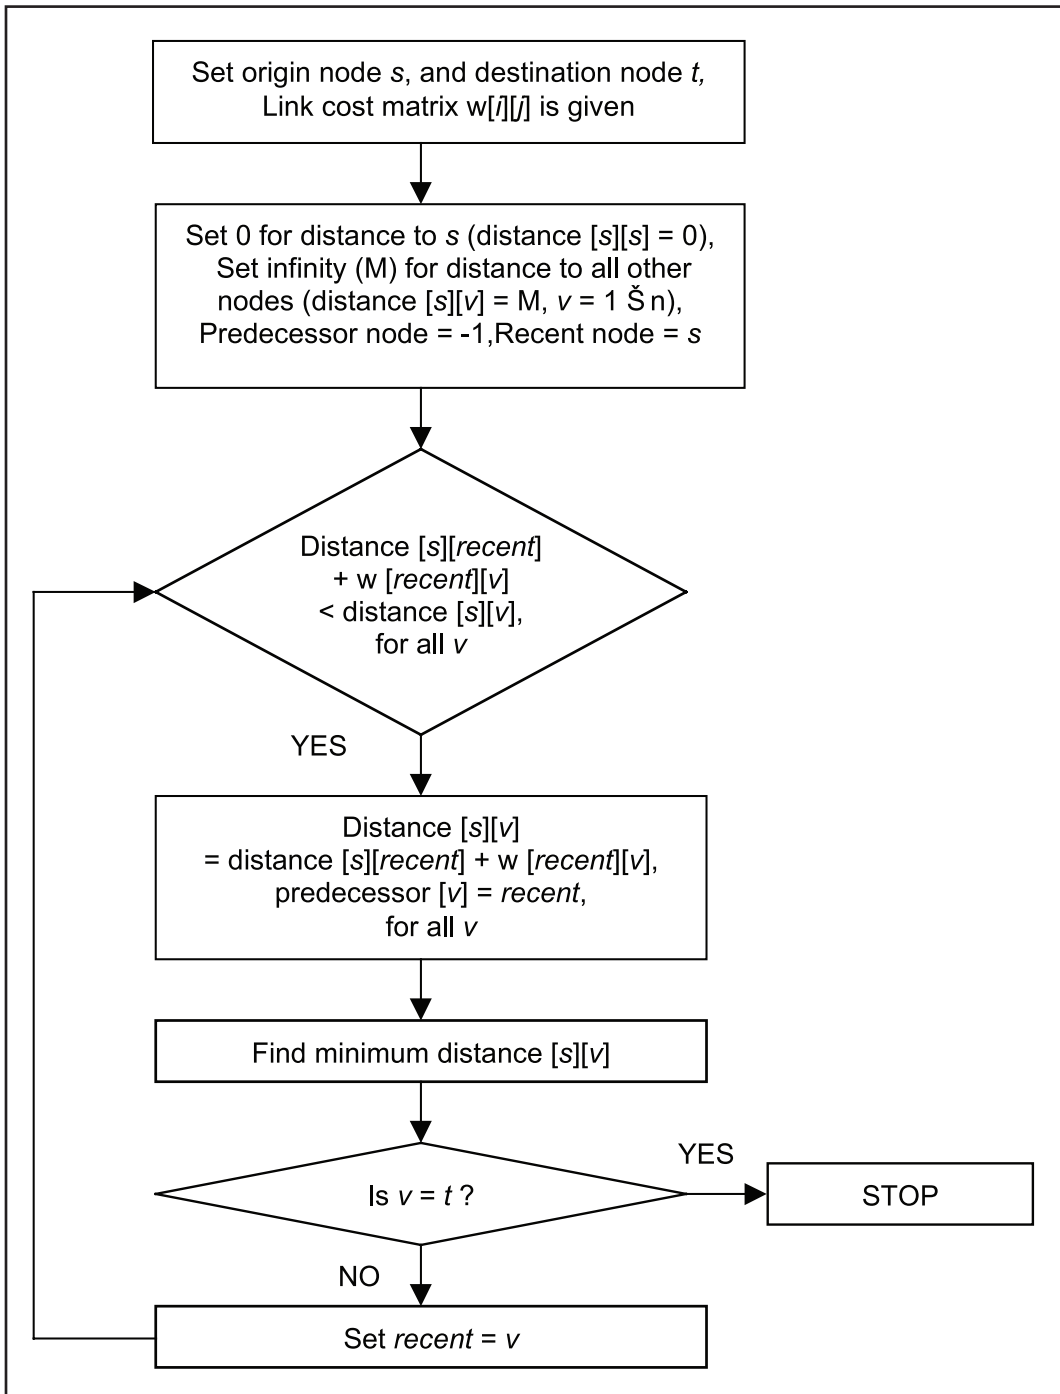 Set origin node s, and destination node t,
Link cost matrix w[i][j] is given
Set 0 for distance to s (distance [s][s] = 0),
Set infinity (M) for distance to all other
nodes (distance [s][v] = M, v = 1 Š n),
Predecessor node = -1,Recent node = s
Distance [s][recent]
+ w [recent][v]
< distance [s][v],
for all v
YES
Distance [s][v]
= distance [s][recent] + w [recent][v],
predecessor [v] = recent,
for all v
Find minimum distance [s][v]
Is v = t ?
YES
STOP
NO
Set recent = v